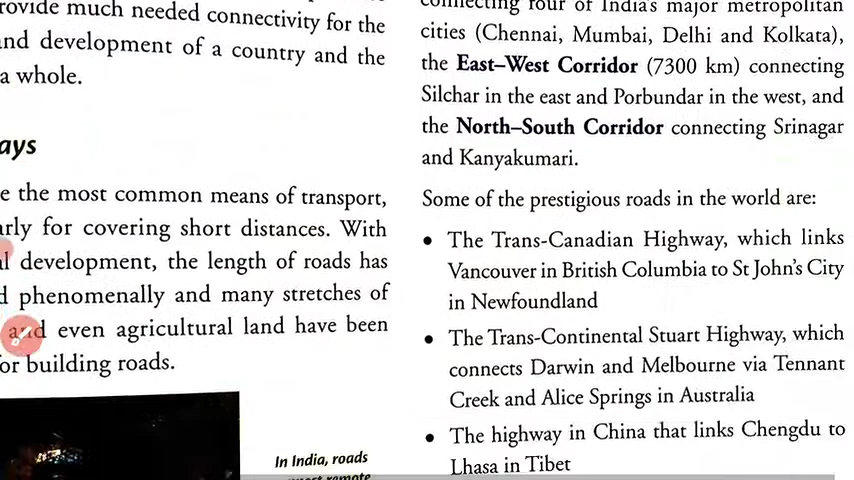 provide much needed connectivity for the
and development of a country and the
a whole.
ays
e the most common means of transport,
rly for covering short distances. With
l development, the length of roads has
d phenomenally and many stretches of
and even agricultural land have been
or building roads.
In India, roads
remote
connecting four of India's major metropolitan
cities (Chennai, Mumbai, Delhi and Kolkata),
the East–West Corridor (7300 km) connecting
Silchar in the east and Porbundar in the west, and
the North–South Corridor connecting Srinagar
and Kanyakumari.
Some of the prestigious roads in the world are:
• The Trans-Canadian Highway, which links
Vancouver in British Columbia to St John's City
in Newfoundland
• The Trans-Continental Stuart Highway, which
connects Darwin and Melbourne via Tennant
Creek and Alice Springs in Australia
• The highway in China that links Chengdu to
Lhasa in Tibet